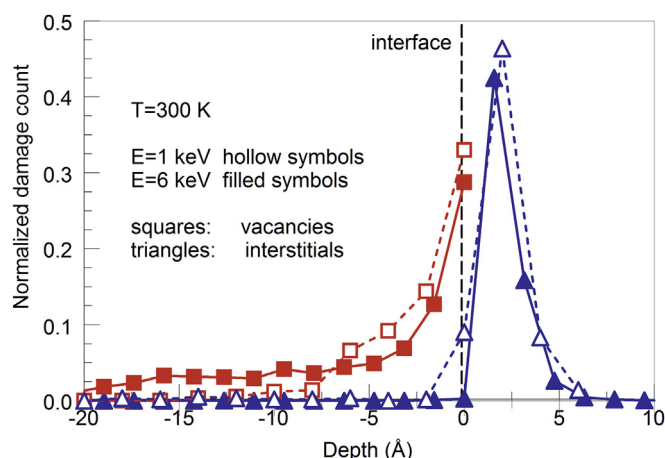 0.5
interface
0.4
T=300 K
E=1 keV hollow symbols
E=6 keV filled symbols
0.3
squares: vacancies
triangles: interstitials
0.2
0.1
0.0
-20 -15 -10 -5 0 5 10
Normalized damage count
Depth (Å)